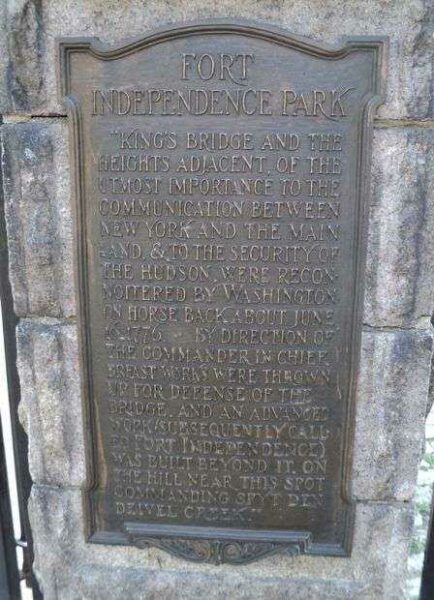 FORT
INDEPENDENCE PARK
"KING'S BRIDGE AND THE
HEIGHTS ADJACENT, OF THE
UTMOST IMPORTANCE TO THE
COMMUNICATION BETWEEN
NEW YORK AND THE MAIN
LAND, & TO THE SECURITY OF
THE HUDSON, WERE RECON
NOITERED BY WASHINGTON
ON HORSE BACK ABOUT JUNE
1776 BY DIRECTION OF
THE COMMANDER IN CHIEF
BREAST WORKS WERE THROWN
UP FOR DEFENSE OF THE
BRIDGE, AND AN ADVANCED
WORK (SUBSEQUENTLY CALL
ED FORT INDEPENDENCE)
WAS BUILT BEYOND IT, ON
THE HILL NEAR THIS SPOT
COMMANDING SPYT DEN
DEIVEL CREEK."